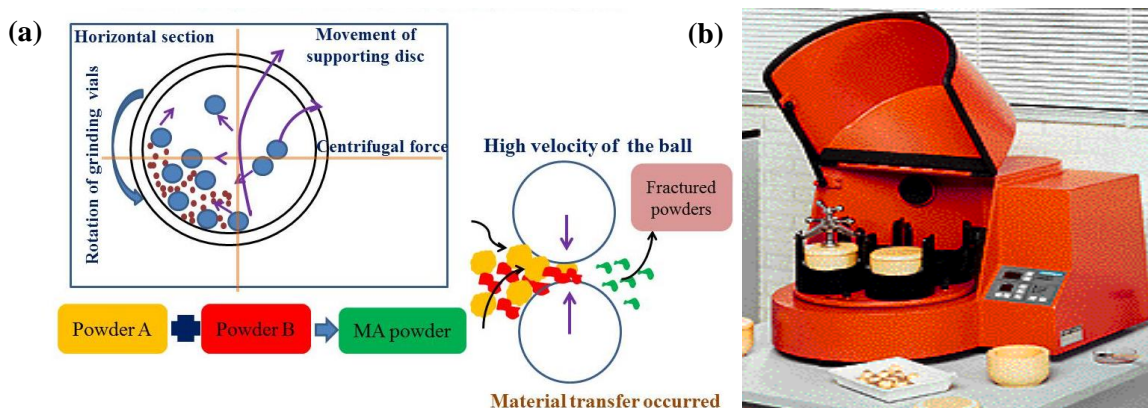 (a)
Horizontal section
Movement of
supporting disc
Rotation of grinding vials
Centrifugal force
High velocity of the ball
Fractured
powders
Powder A
Powder B
MA powder
Material transfer occurred
(b)